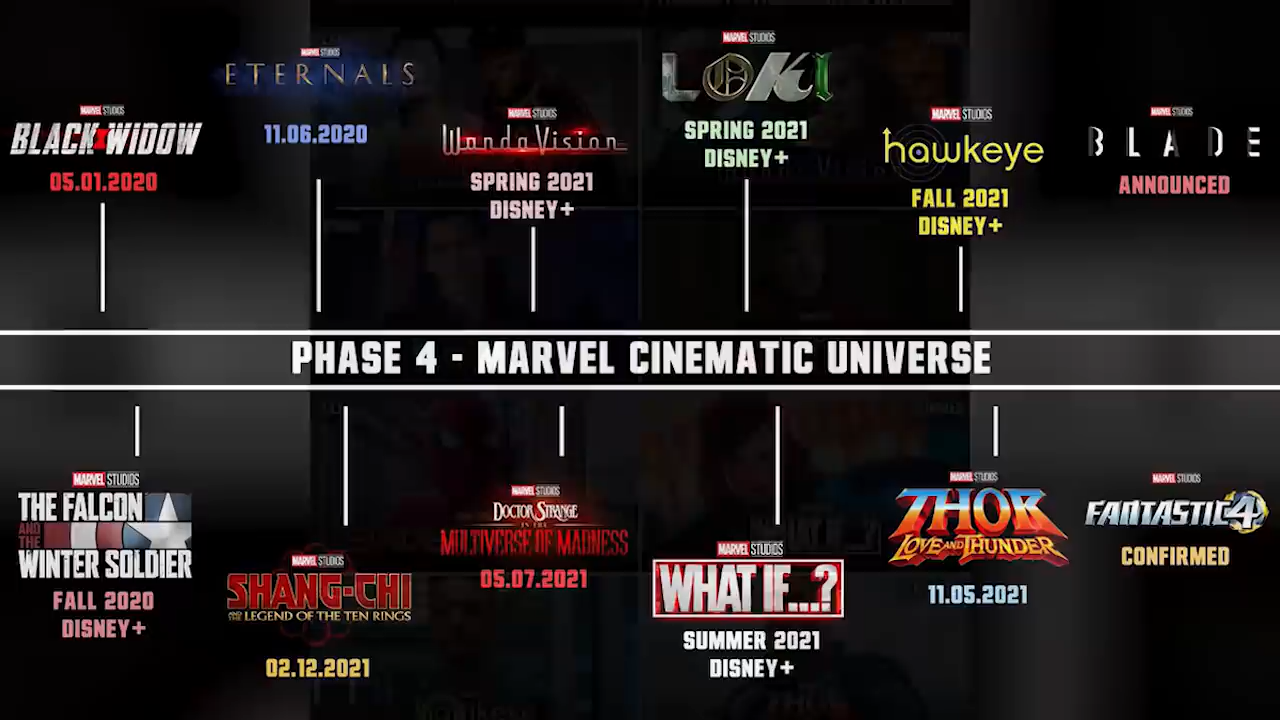 MARVEL STUDIOS
BLACK WIDOW
05.01.2020
MARVEL STUDIOS
ETERNALS
11.06.2020
MARVEL STUDIOS
WandaVision
SPRING 2021
DISNEY+
MARVEL STUDIOS
LOKI
SPRING 2021
DISNEY+
MARVEL STUDIOS
hawkeye
FALL 2021
DISNEY+
MARVEL STUDIOS
BLADE
ANNOUNCED
PHASE 4 - MARVEL CINEMATIC UNIVERSE
MARVEL STUDIOS
THE FALCON
AND THE
WINTER SOLDIER
FALL 2020
DISNEY+
MARVEL STUDIOS
SHANG-CHI
AND THE LEGEND OF THE TEN RINGS
02.12.2021
MARVEL STUDIOS
DOCTOR STRANGE
IN THE
MULTIVERSE OF MADNESS
05.07.2021
MARVEL STUDIOS
WHAT IF...?
SUMMER 2021
DISNEY+
MARVEL STUDIOS
THOR
LOVE AND THUNDER
11.05.2021
MARVEL STUDIOS
FANTASTIC 4
CONFIRMED